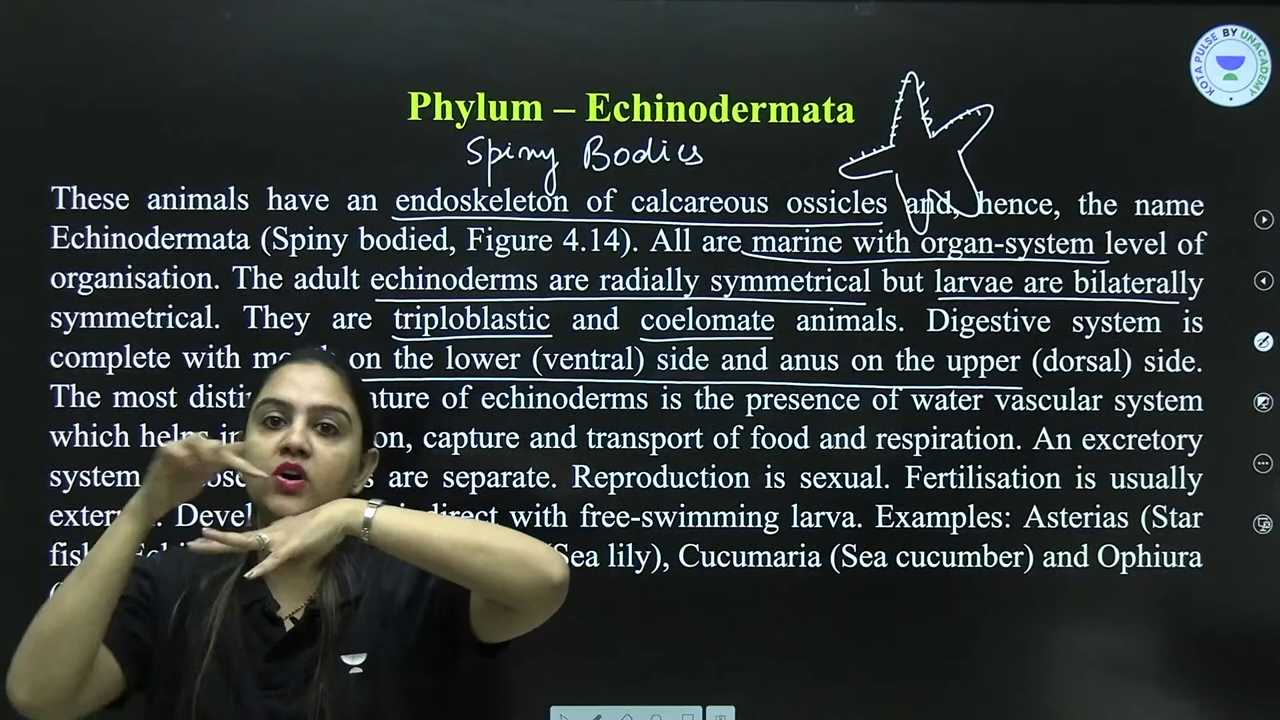 KOTA PULSE BY UNACADEMY
Phylum – Echinodermata
Spiny Bodies
These animals have an endoskeleton of calcareous ossicles and, hence, the name
Echinodermata (Spiny bodied, Figure 4.14). All are marine with organ-system level of
organisation. The adult echinoderms are radially symmetrical but larvae are bilaterally
symmetrical. They are triploblastic and coelomate animals. Digestive system is
complete with on the lower (ventral) side and anus on the upper (dorsal) side.
The most of echinoderms is the presence of water vascular system
which helps in capture and transport of food and respiration. An excretory
system are separate. Reproduction is sexual. Fertilisation is usually
with free-swimming larva. Examples: Asterias (Star
(Sea lily), Cucumaria (Sea cucumber) and Ophiura